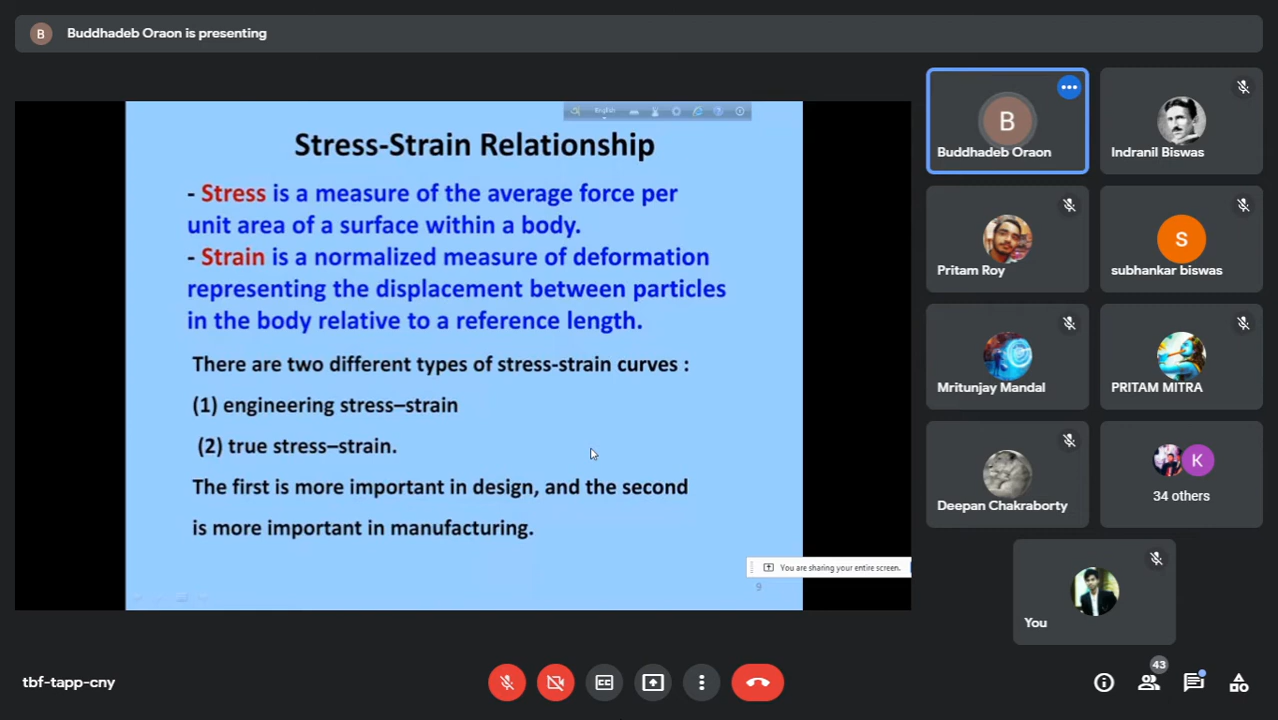 B
Buddhadeb Oraon is presenting
English
Stress-Strain Relationship
- Stress is a measure of the average force per
unit area of a surface within a body.
- Strain is a normalized measure of deformation
representing the displacement between particles
in the body relative to a reference length.
There are two different types of stress-strain curves :
(1) engineering stress–strain
(2) true stress–strain.
The first is more important in design, and the second
is more important in manufacturing.
You are sharing your entire screen.
9
B
Buddhadeb Oraon
Indranil Biswas
Pritam Roy
S
subhankar biswas
Mritunjay Mandal
PRITAM MITRA
Deepan Chakraborty
K
34 others
You
tbf-tapp-cny
CC
43